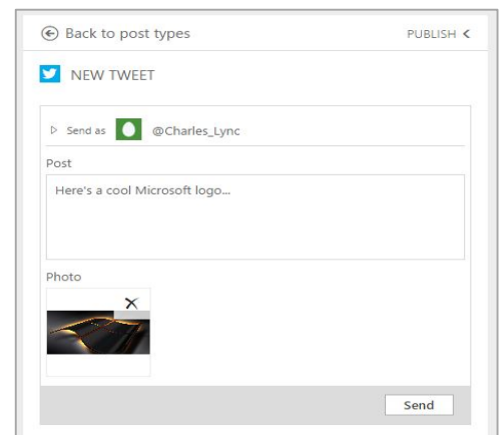 Back to post types
PUBLISH <
NEW TWEET
Send as @Charles_Lync
Post
Here's a cool Microsoft logo...
Photo
Send